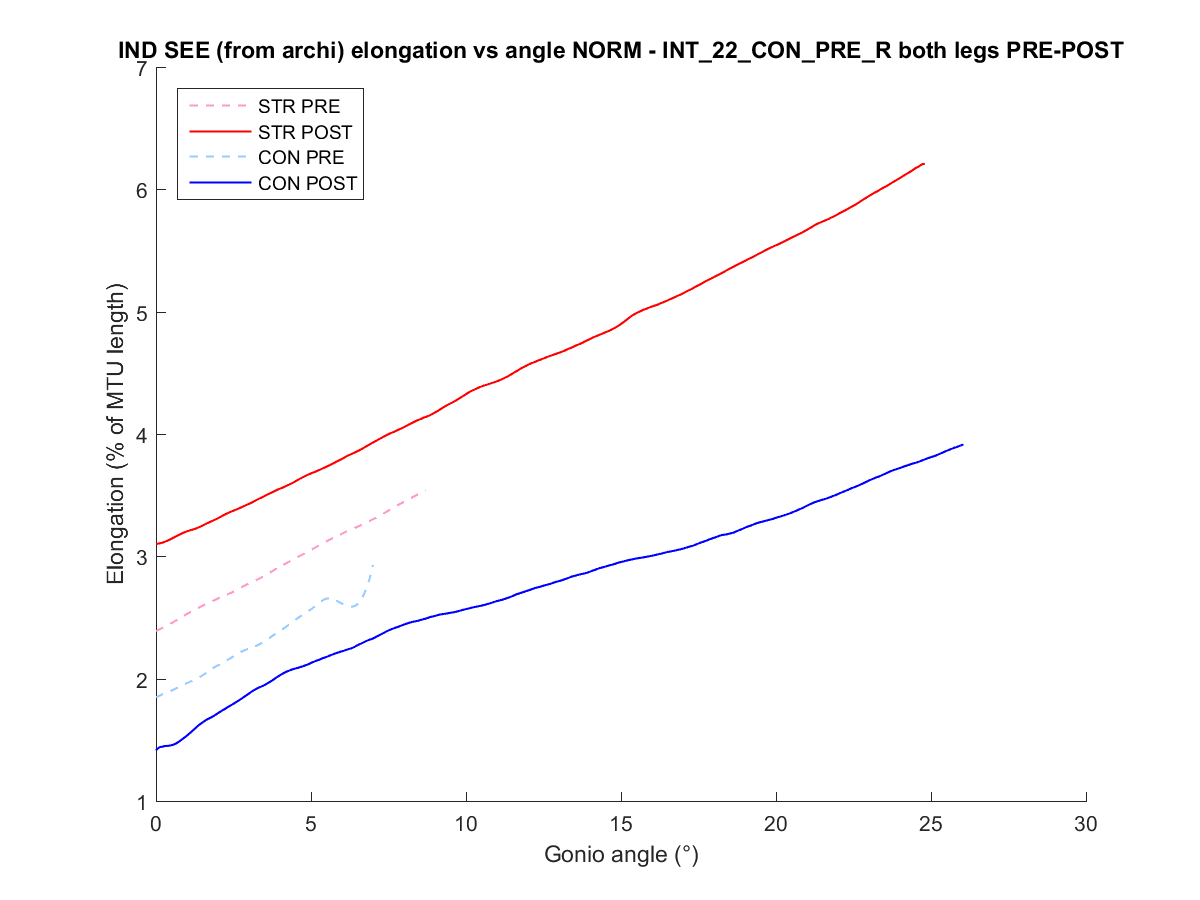 IND SEE (from archi) elongation vs angle NORM - INT_22_CON_PRE_R both legs PRE-POST
7
6
5
4
3
2
1
Elongation (% of MTU length)
STR PRE
STR POST
CON PRE
CON POST
0 5 10 15 20 25 30
Gonio angle (°)